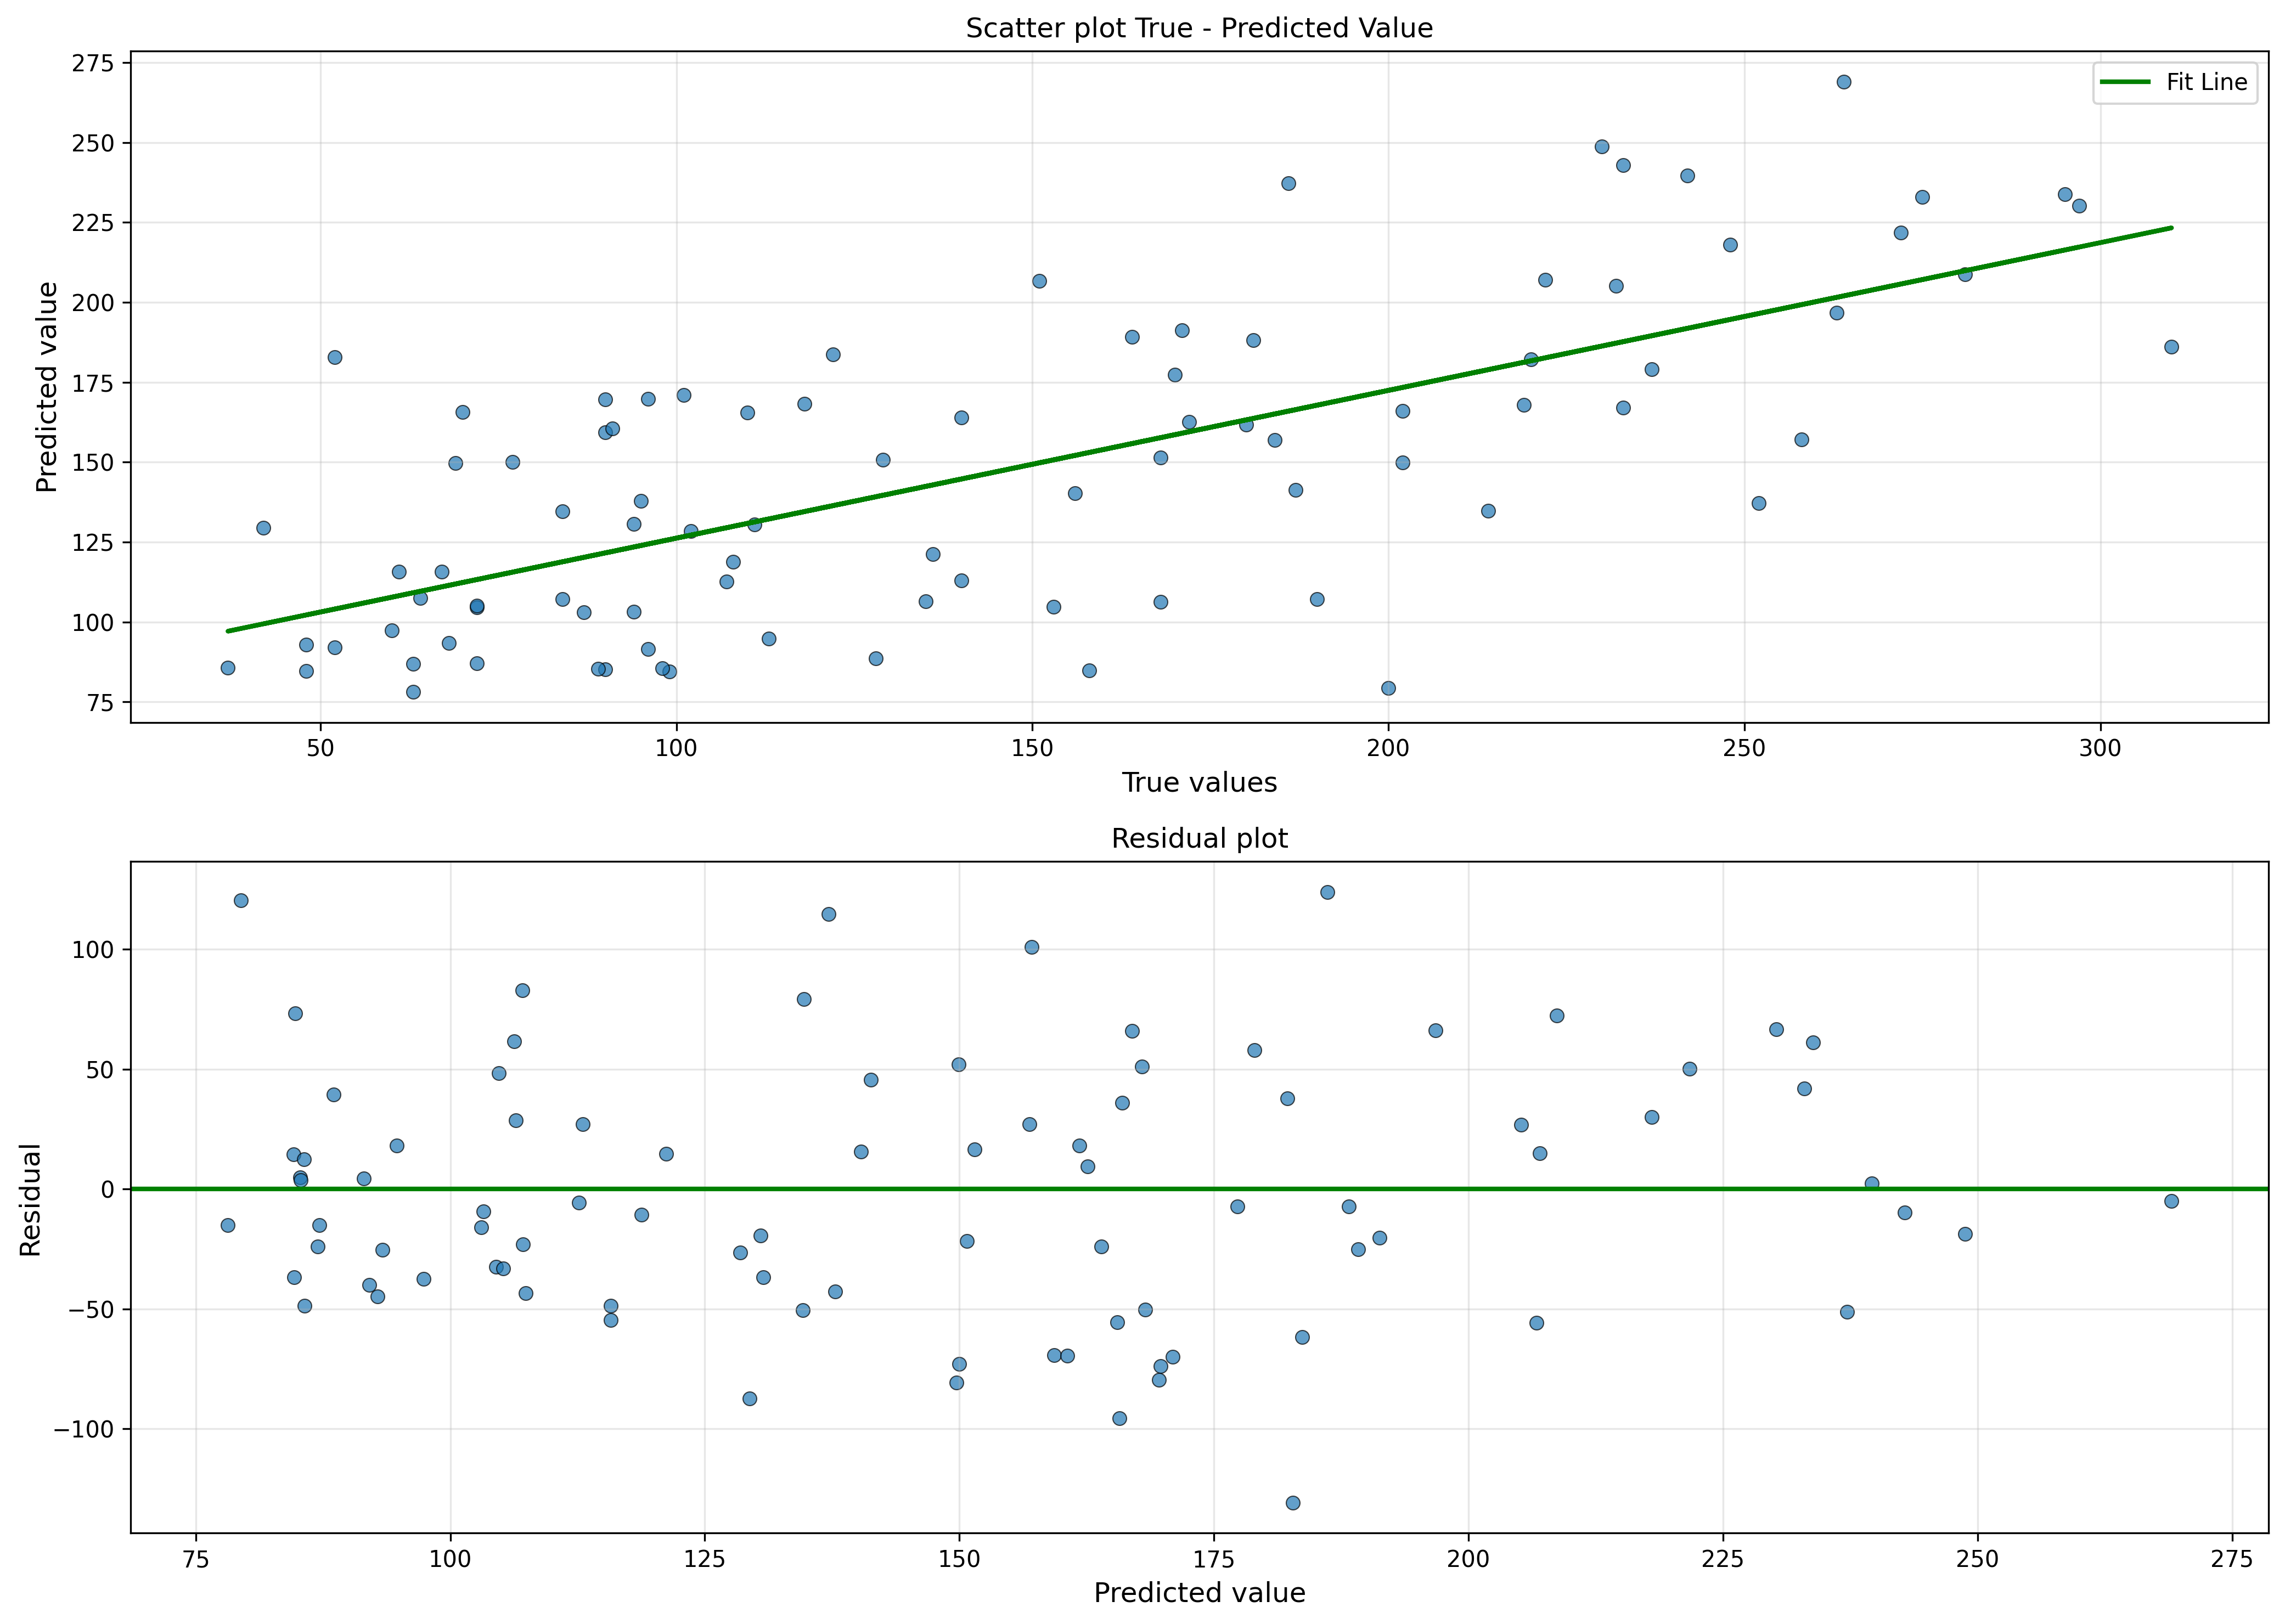 Scatter plot True - Predicted Value
275
250
225
200
175
150
125
100
75
Predicted value
Fit Line
50 100 150 200 250 300
True values
Residual plot
100
50
0
−50
−100
Residual
75 100 125 150 175 200 225 250 275
Predicted value